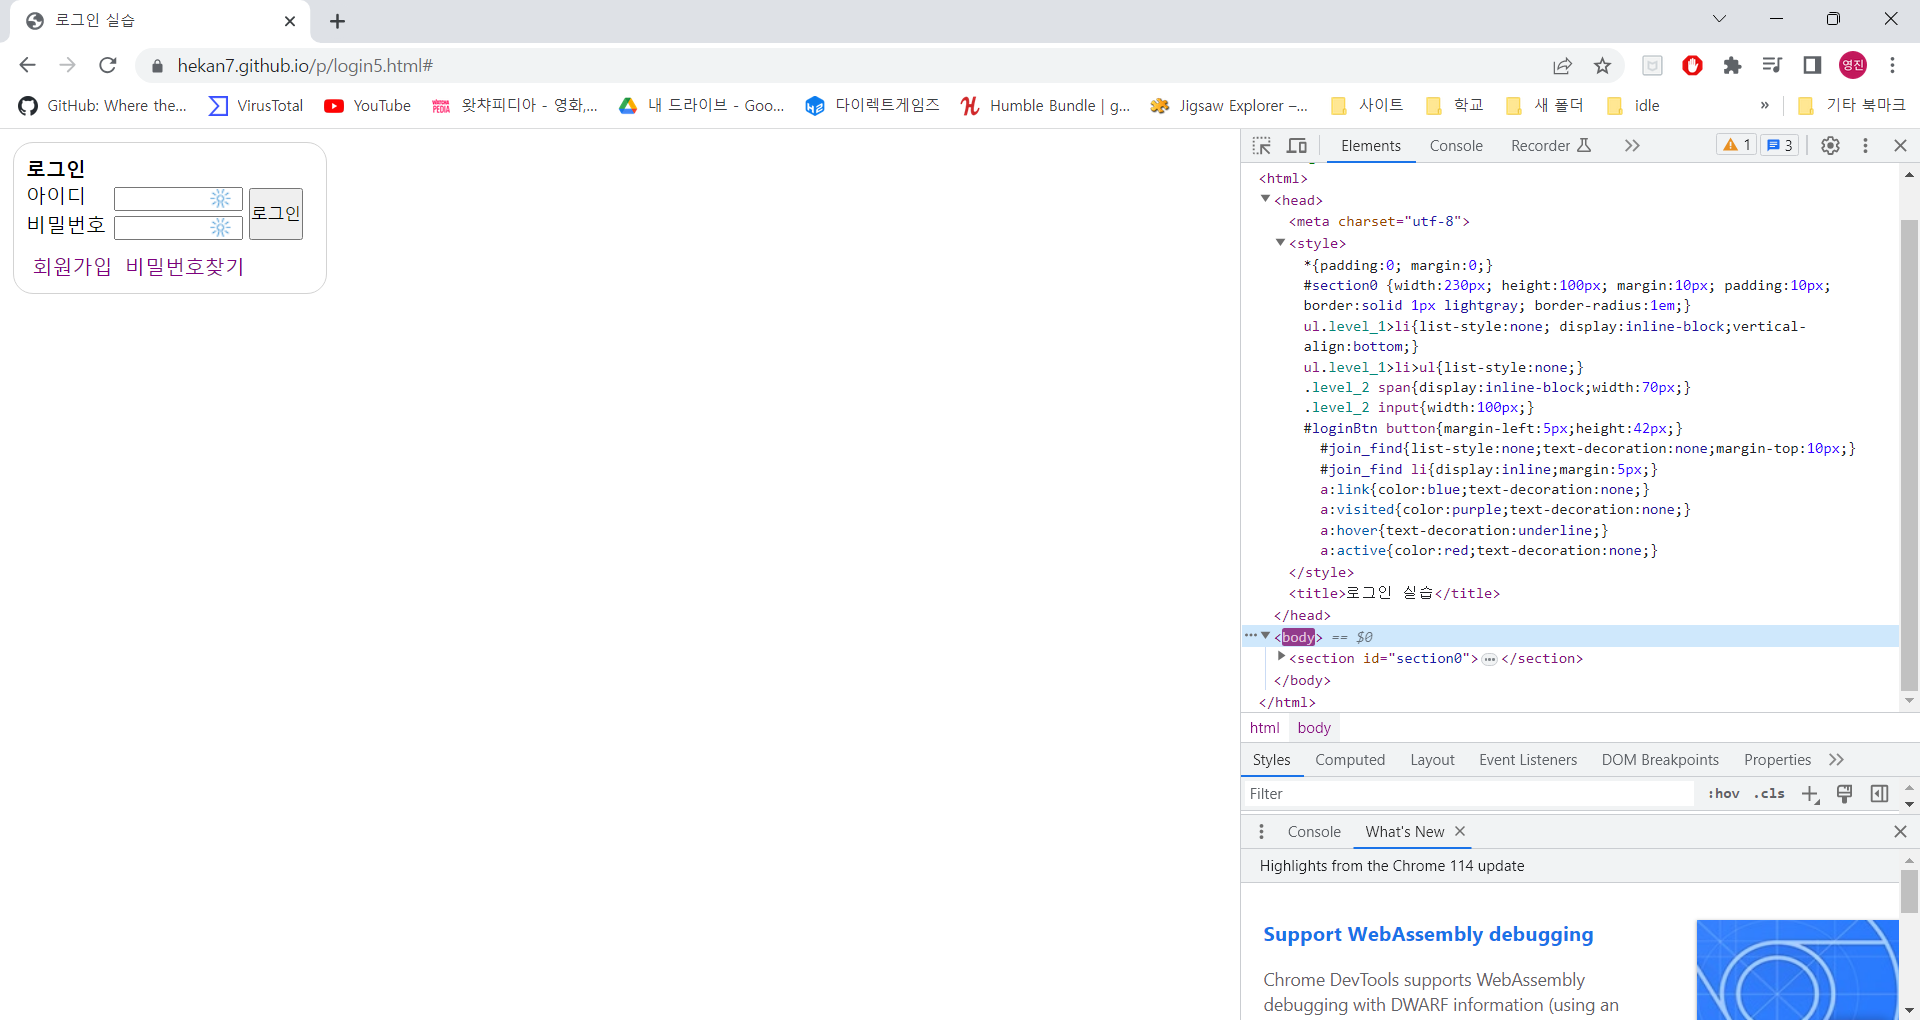 로그인 실습
hekan7.github.io/p/login5.html#
영진
GitHub: Where the...
VirusTotal
YouTube
WATCHA PEDIA
왓챠피디아 - 영화,...
내 드라이브 - Goo...
다이렉트게임즈
Humble Bundle | g...
Jigsaw Explorer –...
사이트
학교
새 폴더
idle
»
기타 북마크
로그인
아이디
비밀번호
로그인
회원가입 비밀번호찾기
Elements
Console
Recorder
1
3
<html>
<head>
<meta charset="utf-8">
<style>
*{padding:0; margin:0;}
#section0 {width:230px; height:100px; margin:10px; padding:10px;
border:solid 1px lightgray; border-radius:1em;}
ul.level_1>li{list-style:none; display:inline-block;vertical-
align:bottom;}
ul.level_1>li>ul{list-style:none;}
.level_2 span{display:inline-block;width:70px;}
.level_2 input{width:100px;}
#loginBtn button{margin-left:5px;height:42px;}
#join_find{list-style:none;text-decoration:none;margin-top:10px;}
#join_find li{display:inline;margin:5px;}
a:link{color:blue;text-decoration:none;}
a:visited{color:purple;text-decoration:none;}
a:hover{text-decoration:underline;}
a:active{color:red;text-decoration:none;}
</style>
<title>로그인 실습</title>
</head>
<body> == $0
<section id="section0">…</section>
</body>
</html>
html body
Styles Computed Layout Event Listeners DOM Breakpoints Properties
Filter
:hov .cls
Console What's New
Highlights from the Chrome 114 update
Support WebAssembly debugging
Chrome DevTools supports WebAssembly
debugging with DWARF information (using an